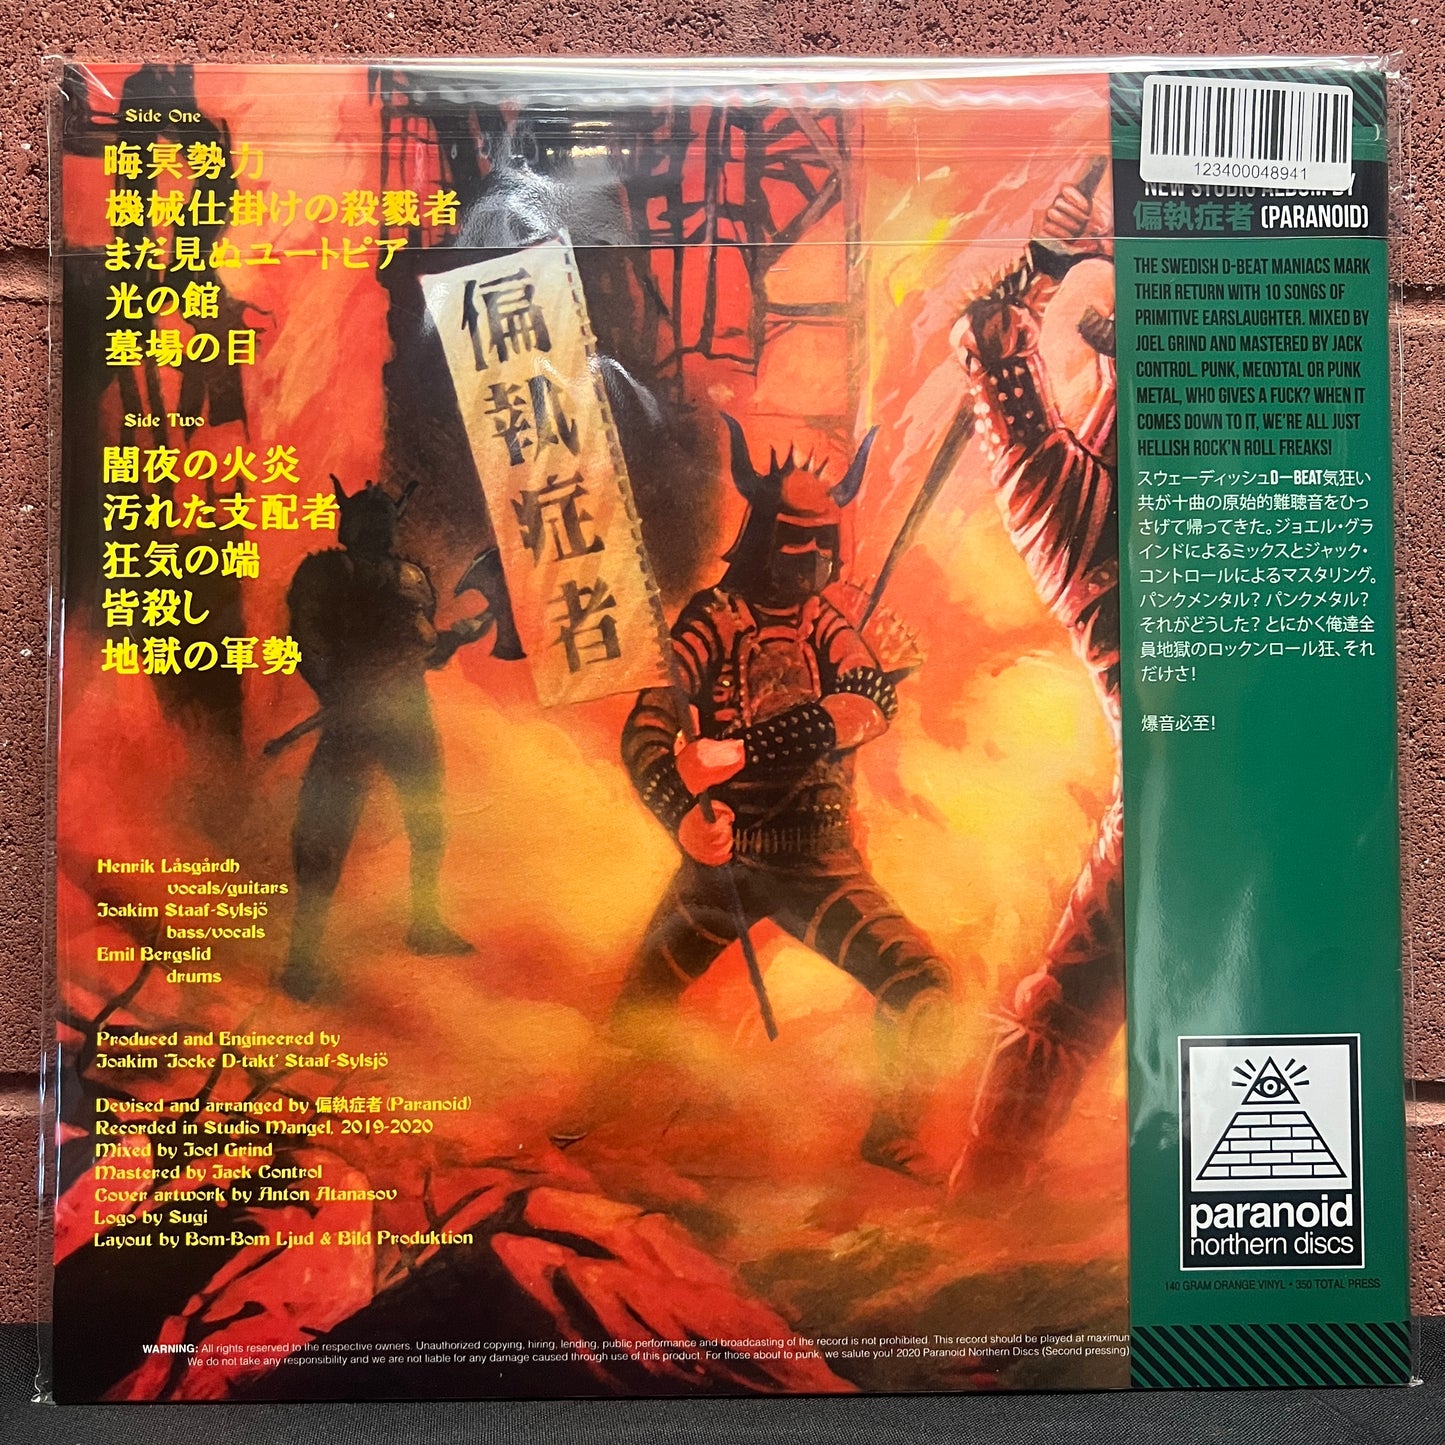 Side One
晦冥勢力
機械仕掛けの殺戮者
まだ見ぬユートピア
光の館
墓場の目
Side Two
闇夜の火炎
汚れた支配者
狂気の端
皆殺し
地獄の軍勢
Henrik Låsgårdh
vocals/guitars
Joakim Staaf-Sylsjö
bass/vocals
Emil Bergslid
drums
Produced and Engineered by
Joakim 'Jocke D-takt' Staaf-Sylsjö
Devised and arranged by 偏執症者 (Paranoid)
Recorded in Studio Mangel, 2019-2020
Mixed by Joel Grind
Mastered by Jack Control
Cover artwork by Anton Atanasov
Logo by Sugi
Layout by Bom-Bom Ljud & Bild Produktion
WARNING: All rights reserved to the respective owners. Unauthorized copying, hiring, lending, public performance and broadcasting of the record is not prohibited. This record should be played at maximum
We do not take any responsibility and we are not liable for any damage caused through use of this product. For those about to punk, we salute you! 2020 Paranoid Northern Discs (Second pressing)
偏執症者
123400048941
NEW STUDIO ALBUM BY
偏執症者 (PARANOID)
THE SWEDISH D-BEAT MANIACS MARK
THEIR RETURN WITH 10 SONGS OF
PRIMITIVE EARSLAUGHTER. MIXED BY
JOEL GRIND AND MASTERED BY JACK
CONTROL. PUNK, ME(N)TAL OR PUNK
METAL, WHO GIVES A FUCK? WHEN IT
COMES DOWN TO IT, WE'RE ALL JUST
HELLISH ROCK'N ROLL FREAKS!
スウェーディッシュD-BEAT気狂い
共が十曲の原始的難聴音をひっ
さげて帰ってきた。ジョエル・グラ
インドによるミックスとジャック・
コントロールによるマスタリング。
パンクメンタル？パンクメタル？
それがどうした？とにかく俺達全
員地獄のロックンロール狂、それ
だけさ！
爆音必至！
paranoid
northern discs
140 GRAM ORANGE VINYL • 350 TOTAL PRESS